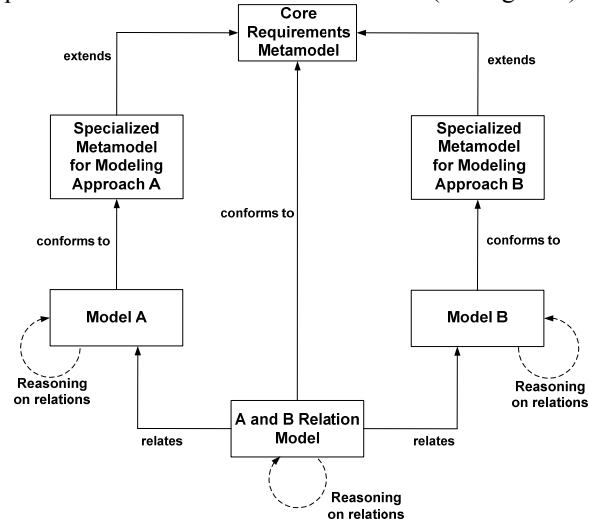 Core
Requirements
Metamodel
extends
extends
Specialized
Metamodel
for Modeling
Approach A
Specialized
Metamodel
for Modeling
Approach B
conforms to
conforms to
conforms to
Model A
Model B
Reasoning
on relations
Reasoning
on relations
A and B Relation
Model
relates
relates
Reasoning
on relations